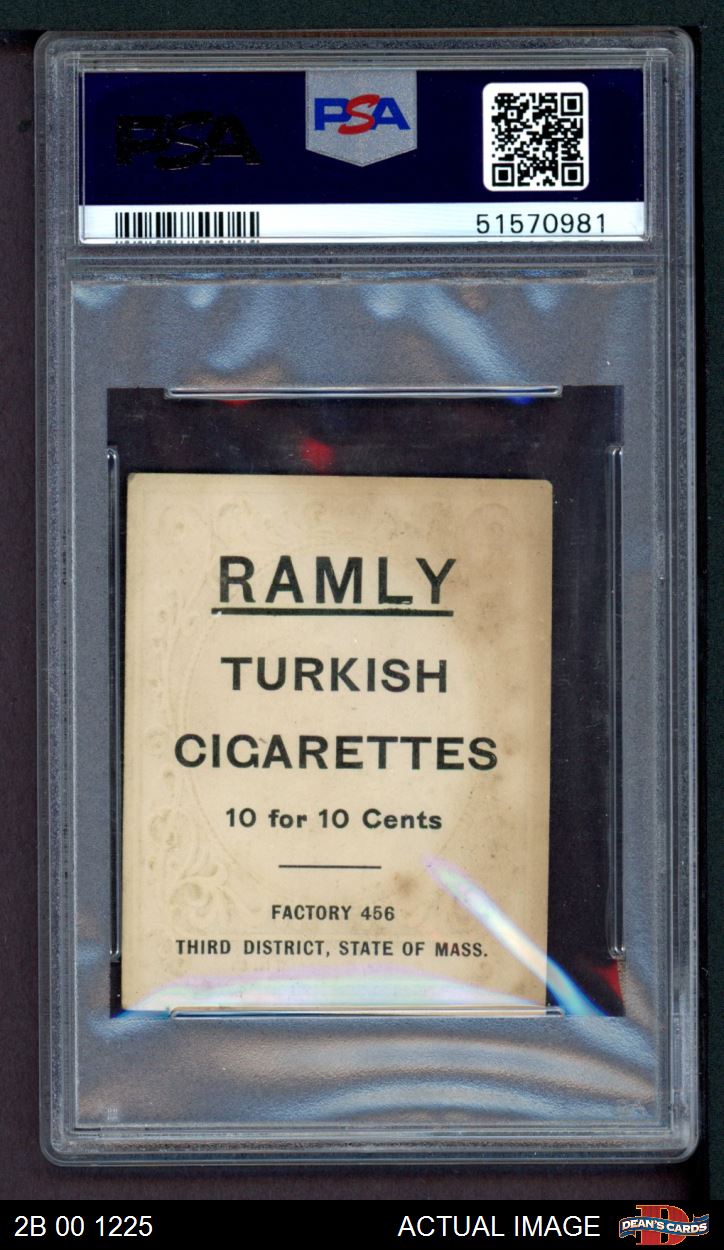 PSA PSA
51570981
RAMLY
TURKISH
CIGARETTES
10 for 10 Cents
FACTORY 456
THIRD DISTRICT, STATE OF MASS.
2B 00 1225 ACTUAL IMAGE DEAN'S CARDS